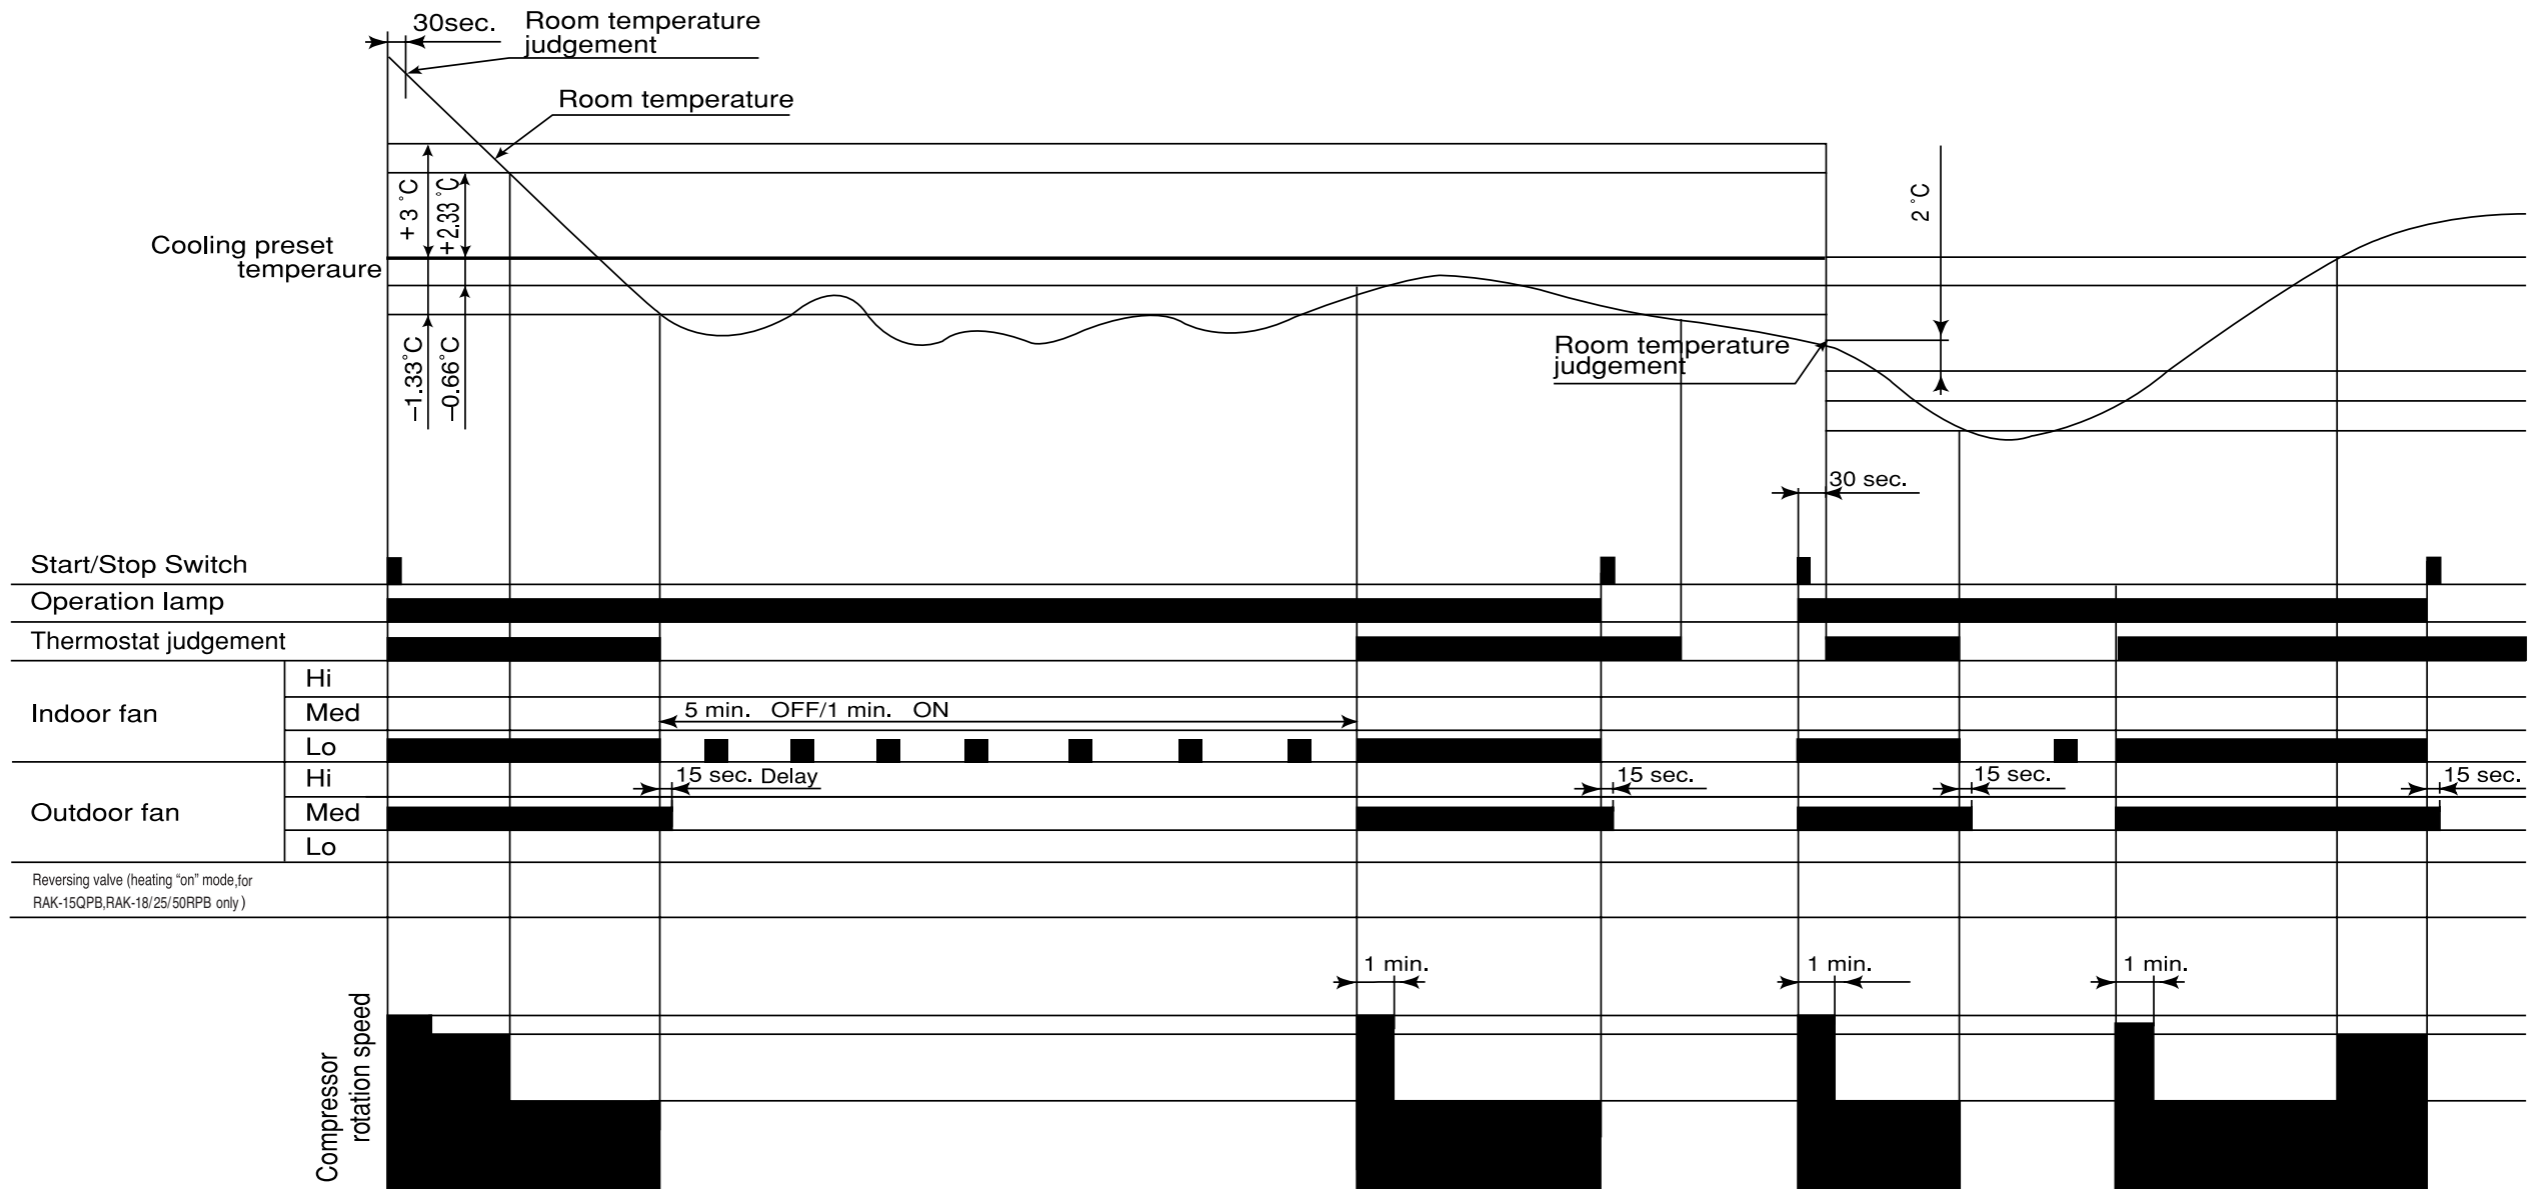 30sec.
Room temperature
judgement
Room temperature
+ 3 °C
+2.33 °C
2 °C
Cooling preset
temperaure
−1.33°C
−0.66°C
Room temperature
judgement
30 sec.
Start/Stop Switch
Operation lamp
Thermostat judgement
Indoor fan
Hi
Med
5 min. OFF/1 min. ON
Lo
Outdoor fan
Hi
15 sec. Delay
15 sec.
15 sec.
15 sec.
Med
Lo
Reversing valve (heating “on” mode,for
RAK-15QPB,RAK-18/25/50RPB only )
1 min.
1 min.
1 min.
Compressor
rotation speed